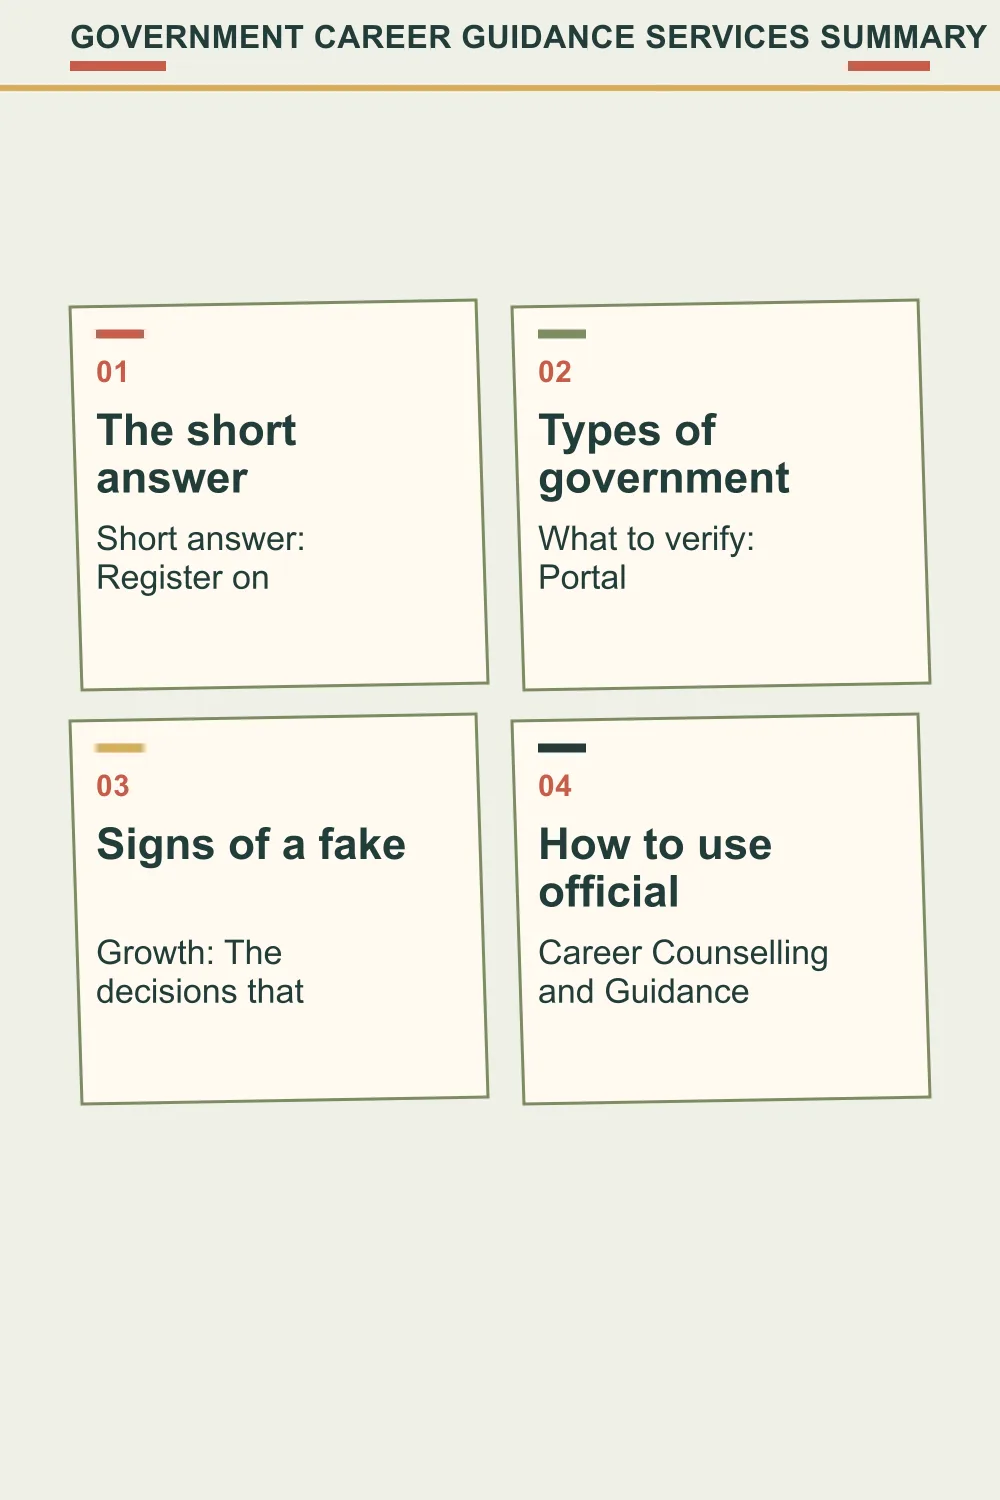 GOVERNMENT CAREER GUIDANCE SERVICES SUMMARY
01
The short
answer
Short answer:
Register on
02
Types of
government
What to verify:
Portal
03
Signs of a fake
Growth: The
decisions that
04
How to use
official
Career Counselling
and Guidance